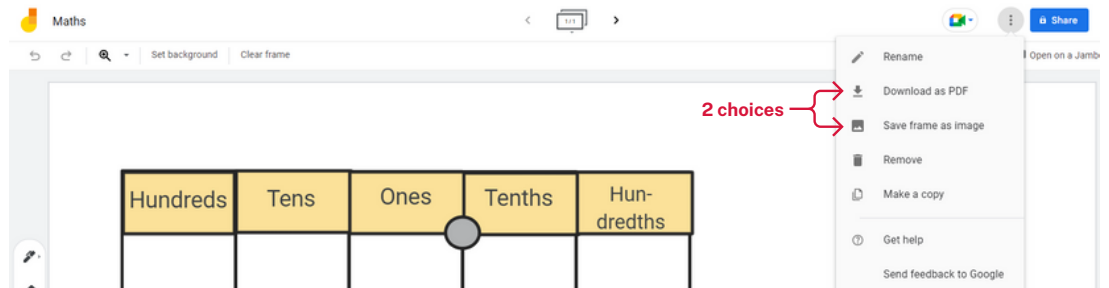 Maths
1/1
Share
Set background
Clear frame
Open on a Jambo
Rename
Download as PDF
2 choices
Save frame as image
Remove
Make a copy
Get help
Send feedback to Google
Hundreds Tens Ones Tenths Hun-
dredths